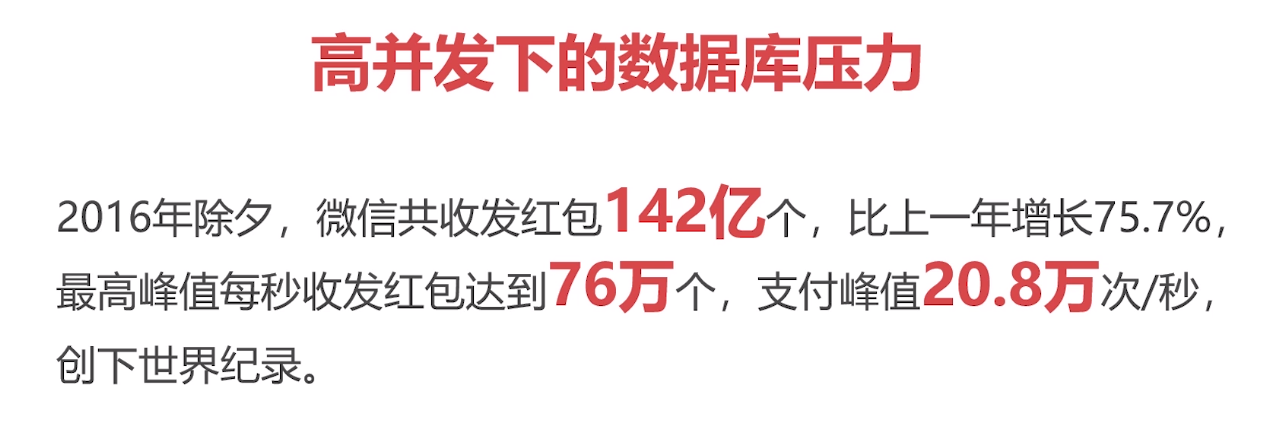 高并发下的数据库压力
2016年除夕，微信共收发红包142亿个，比上一年增长75.7%，
最高峰值每秒收发红包达到76万个，支付峰值20.8万次/秒，
创下世界纪录。